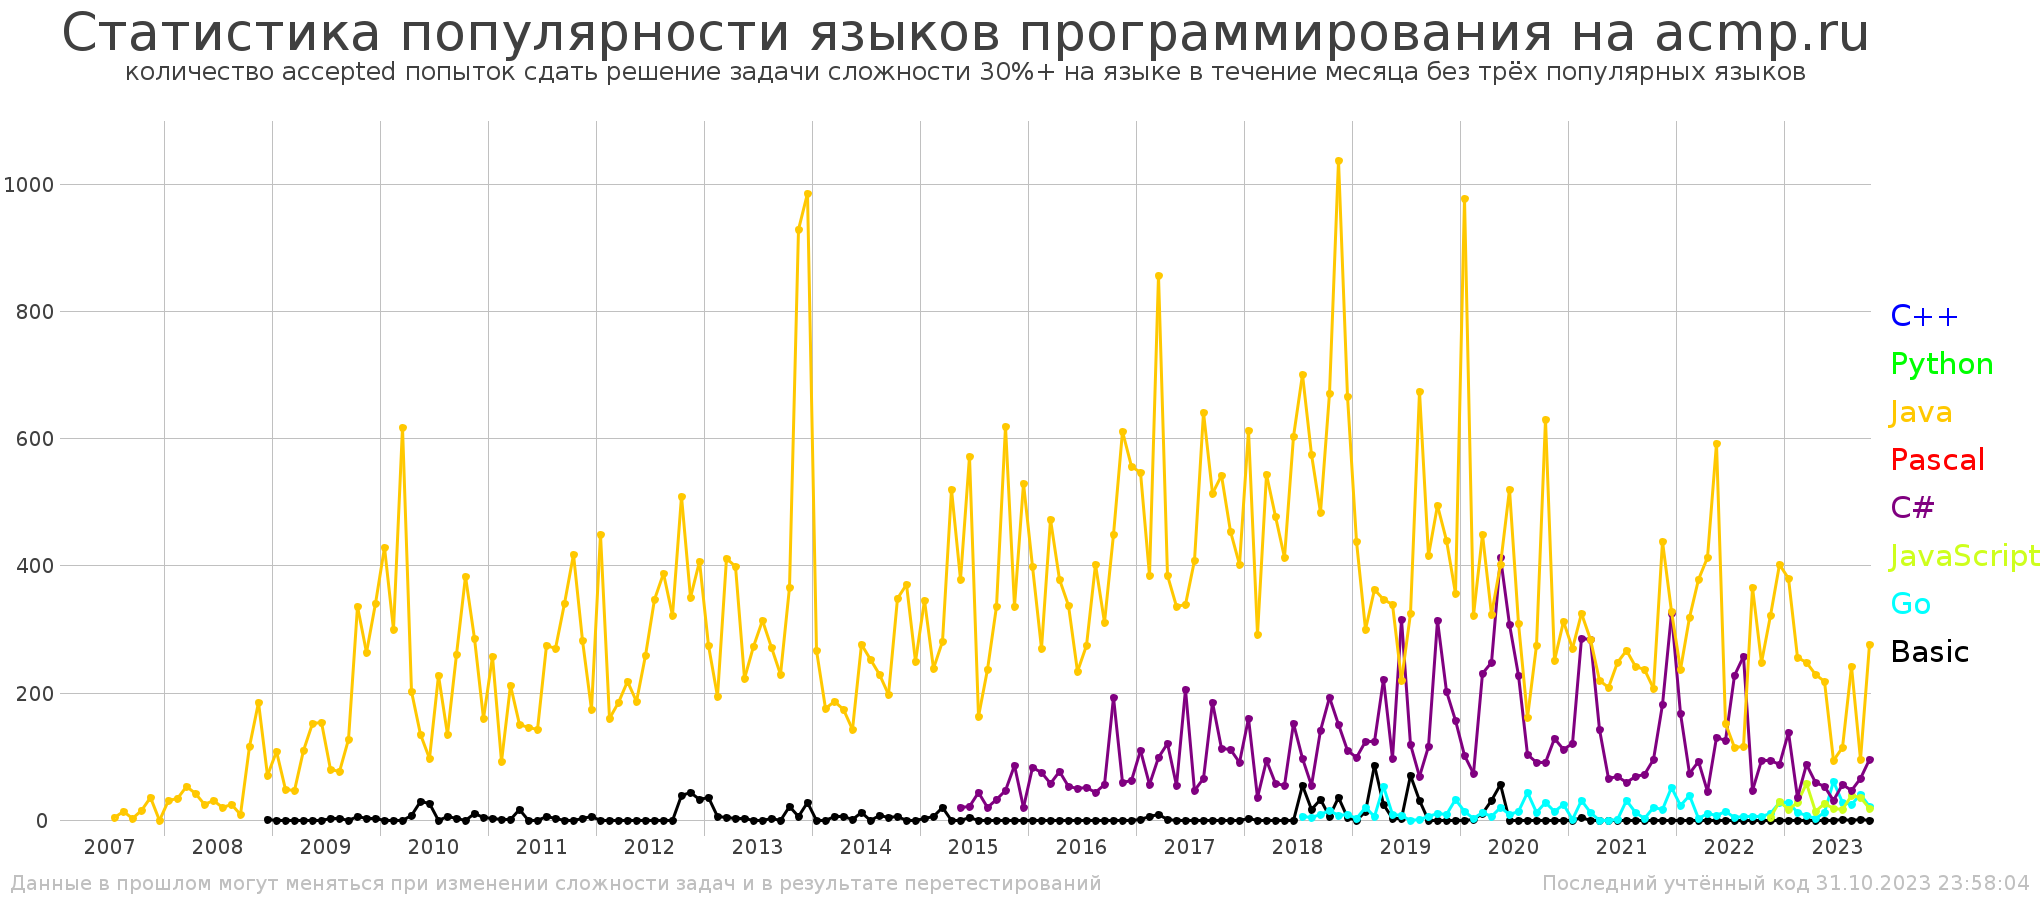 Статистика популярности языков программирования на acmp.ru
количество accepted попыток сдать решение задачи сложности 30%+ на языке в течение месяца без трёх популярных языков
1000
800
600
400
200
0
C++
Python
Java
Pascal
C#
JavaScript
Go
Basic
2007 2008 2009 2010 2011 2012 2013 2014 2015 2016 2017 2018 2019 2020 2021 2022 2023
Данные в прошлом могут меняться при изменении сложности задач и в результате перетестирований
Последний учтённый код 31.10.2023 23:58:04